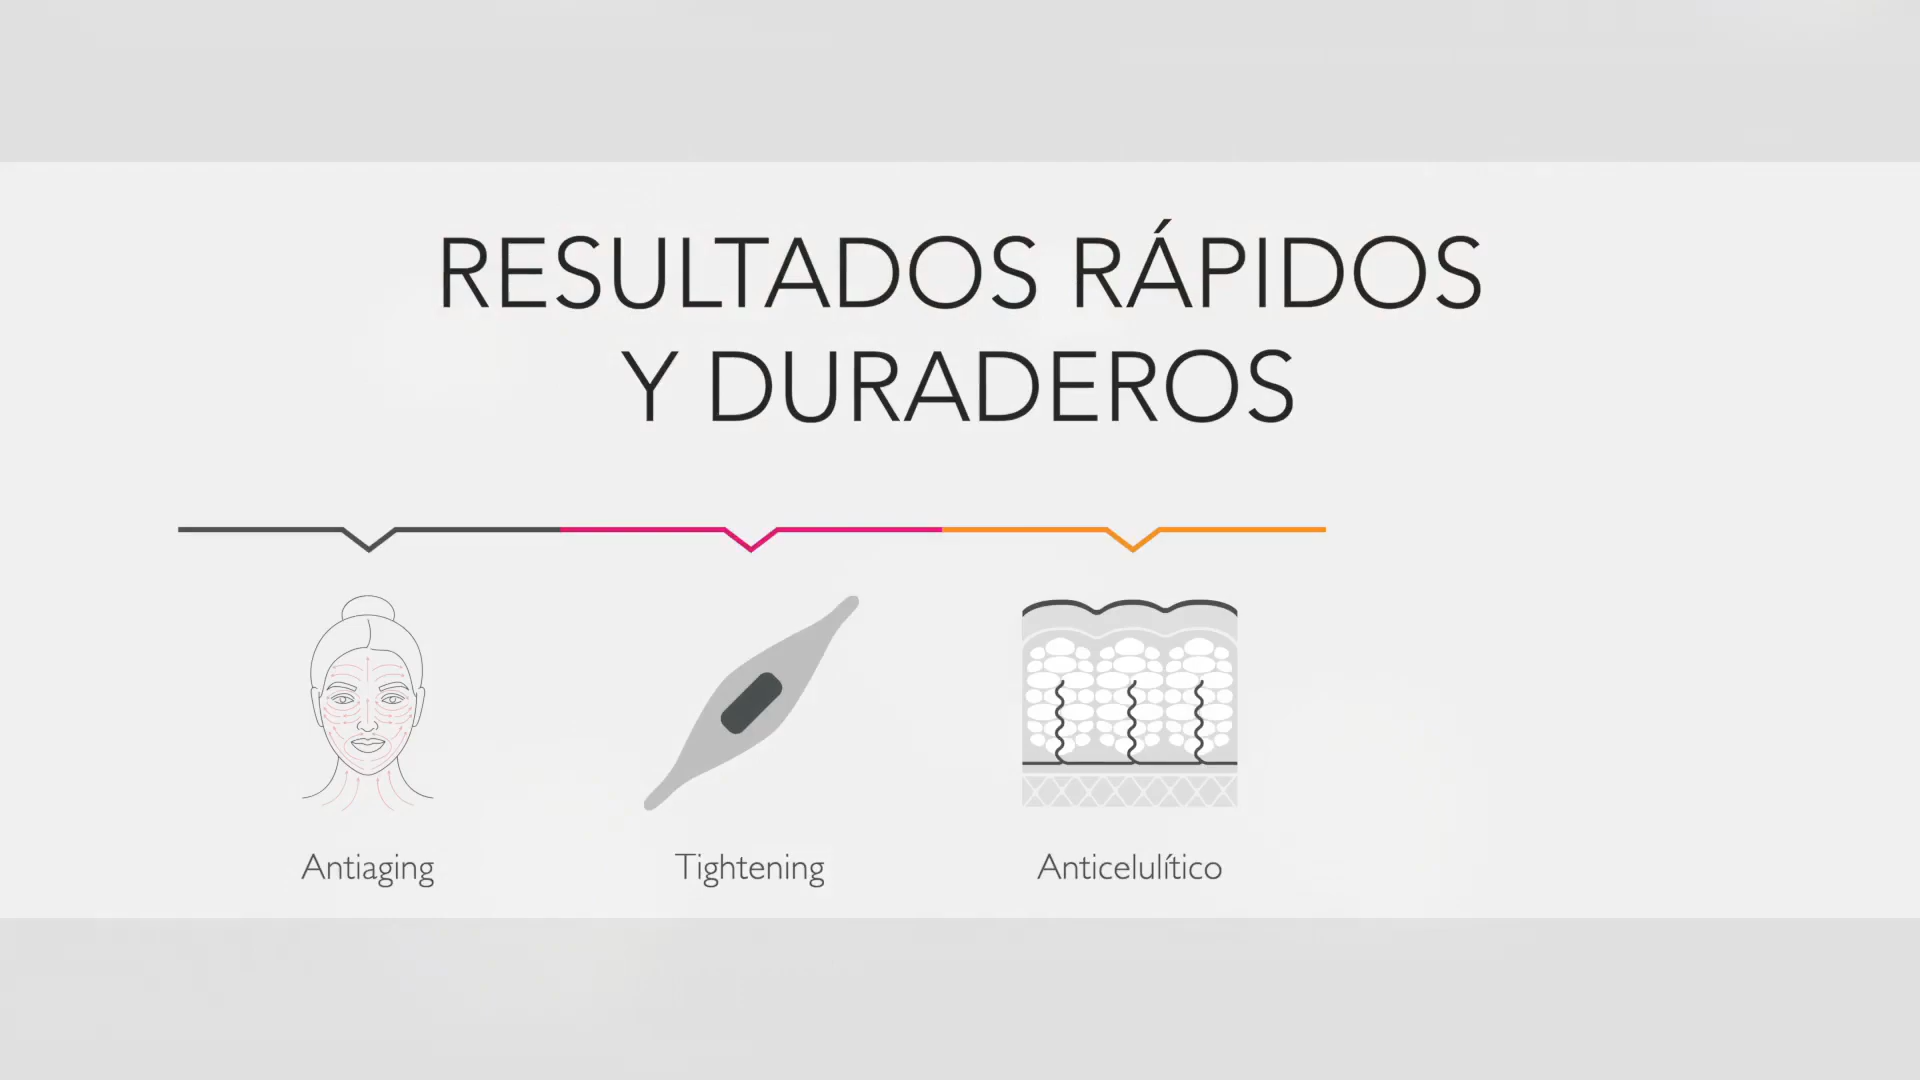 RESULTADOS RÁPIDOS
Y DURADEROS
Antiaging
Tightening
Anticelulítico